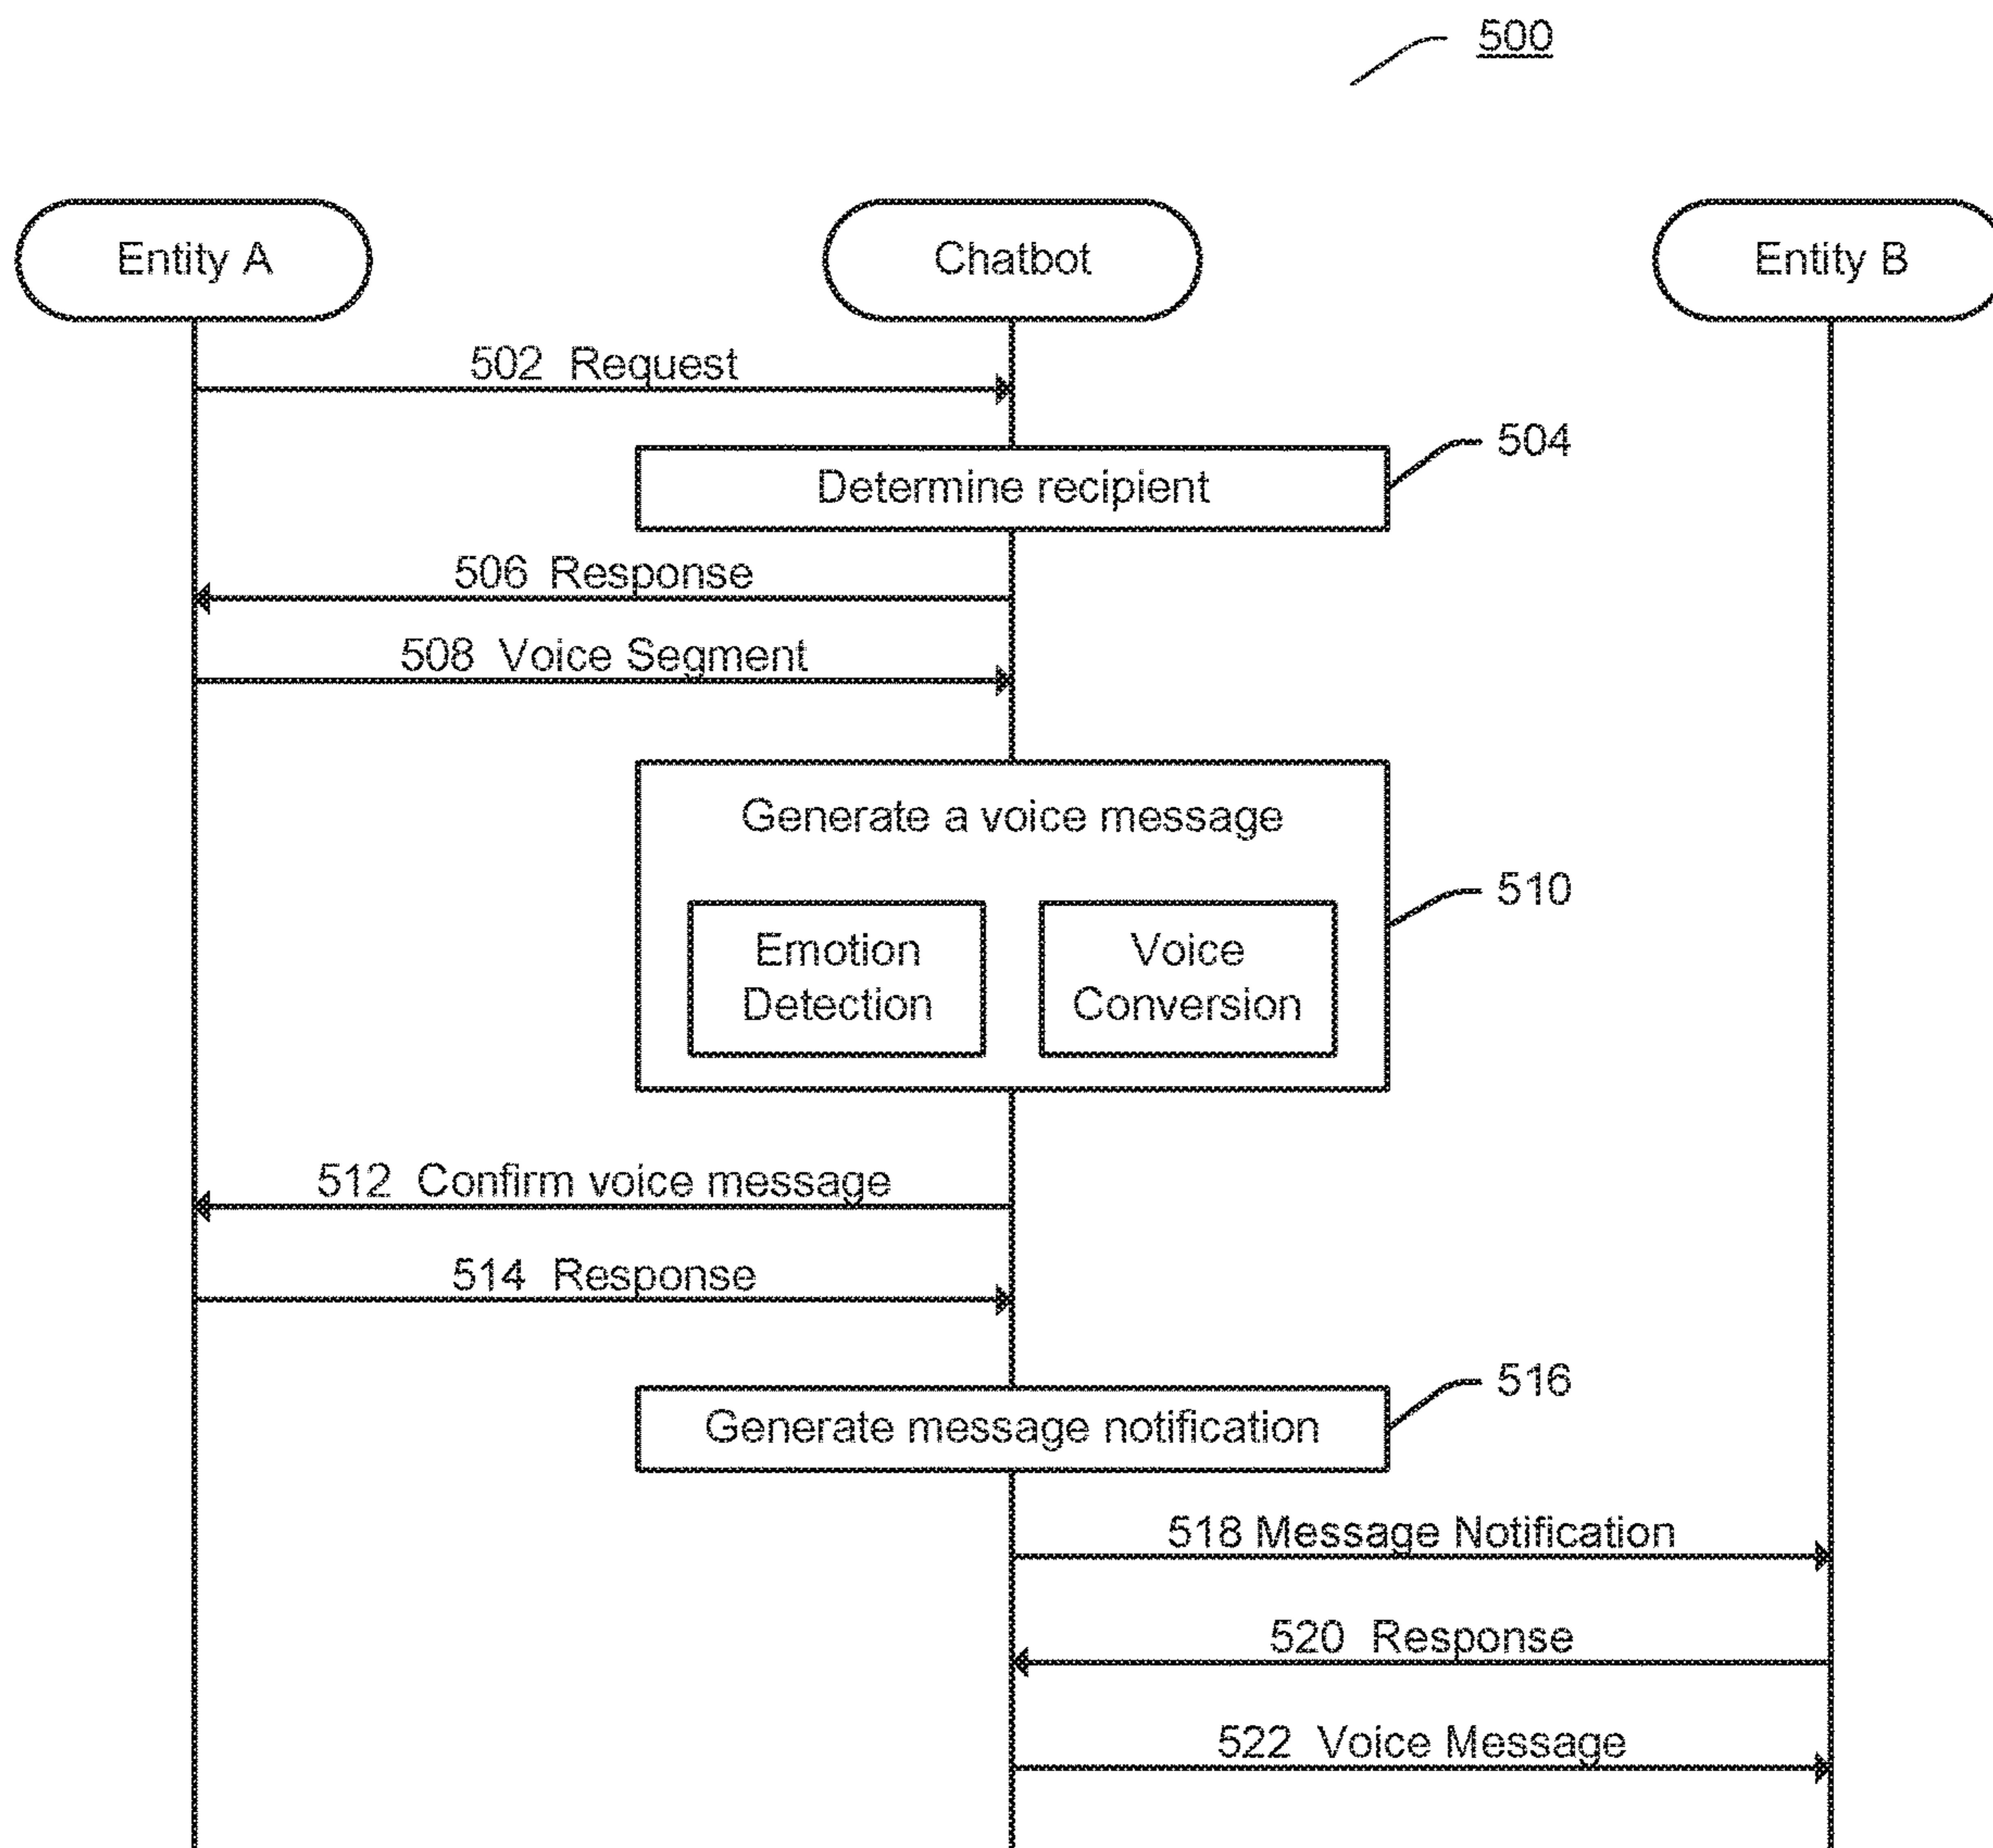 500
Entity A
Chatbot
Entity B
502 Request
504
Determine recipient
506 Response
508 Voice Segment
Generate a voice message
510
Emotion
Detection
Voice
Conversion
512 Confirm voice message
514 Response
516
Generate message notification
518 Message Notification
520 Response
522 Voice Message